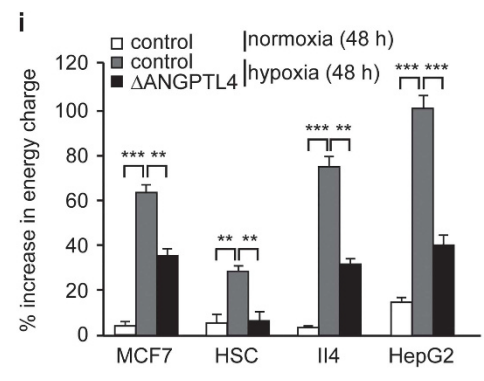 i
control
normoxia (48 h)
control
ΔANGPTL4
hypoxia (48 h)
% increase in energy charge
120
100
80
60
40
20
0
*** **
** **
*** **
*** ***
MCF7 HSC II4 HepG2